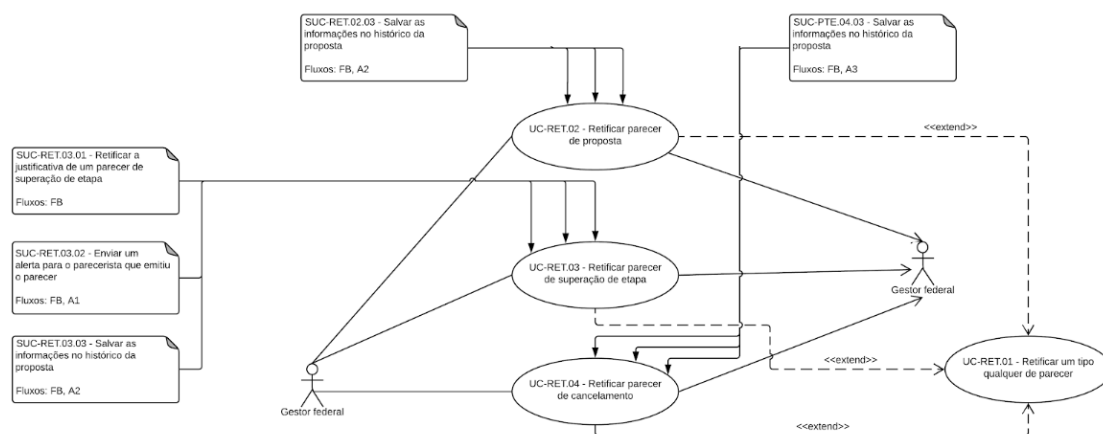 SUC-RET.02.03 - Salvar as
informações no histórico da
proposta
Fluxos: FB, A2
SUC-PTE.04.03 - Salvar as
informações no histórico da
proposta
Fluxos: FB, A3
UC-RET.02 - Retificar parecer
de proposta
<<extend>>
SUC-RET.03.01 - Retificar a
justificativa de um parecer de
superação de etapa
Fluxos: FB
SUC-RET.03.02 - Enviar um
alerta para o parecerista que emitiu
o parecer
Fluxos: FB, A1
UC-RET.03 - Retificar parecer
de superação de etapa
Gestor federal
SUC-RET.03.03 - Salvar as
informações no histórico da
proposta
Fluxos: FB, A2
<<extend>>
UC-RET.01 - Retificar um tipo
qualquer de parecer
UC-RET.04 - Retificar parecer
de cancelamento
Gestor federal
<<extend>>